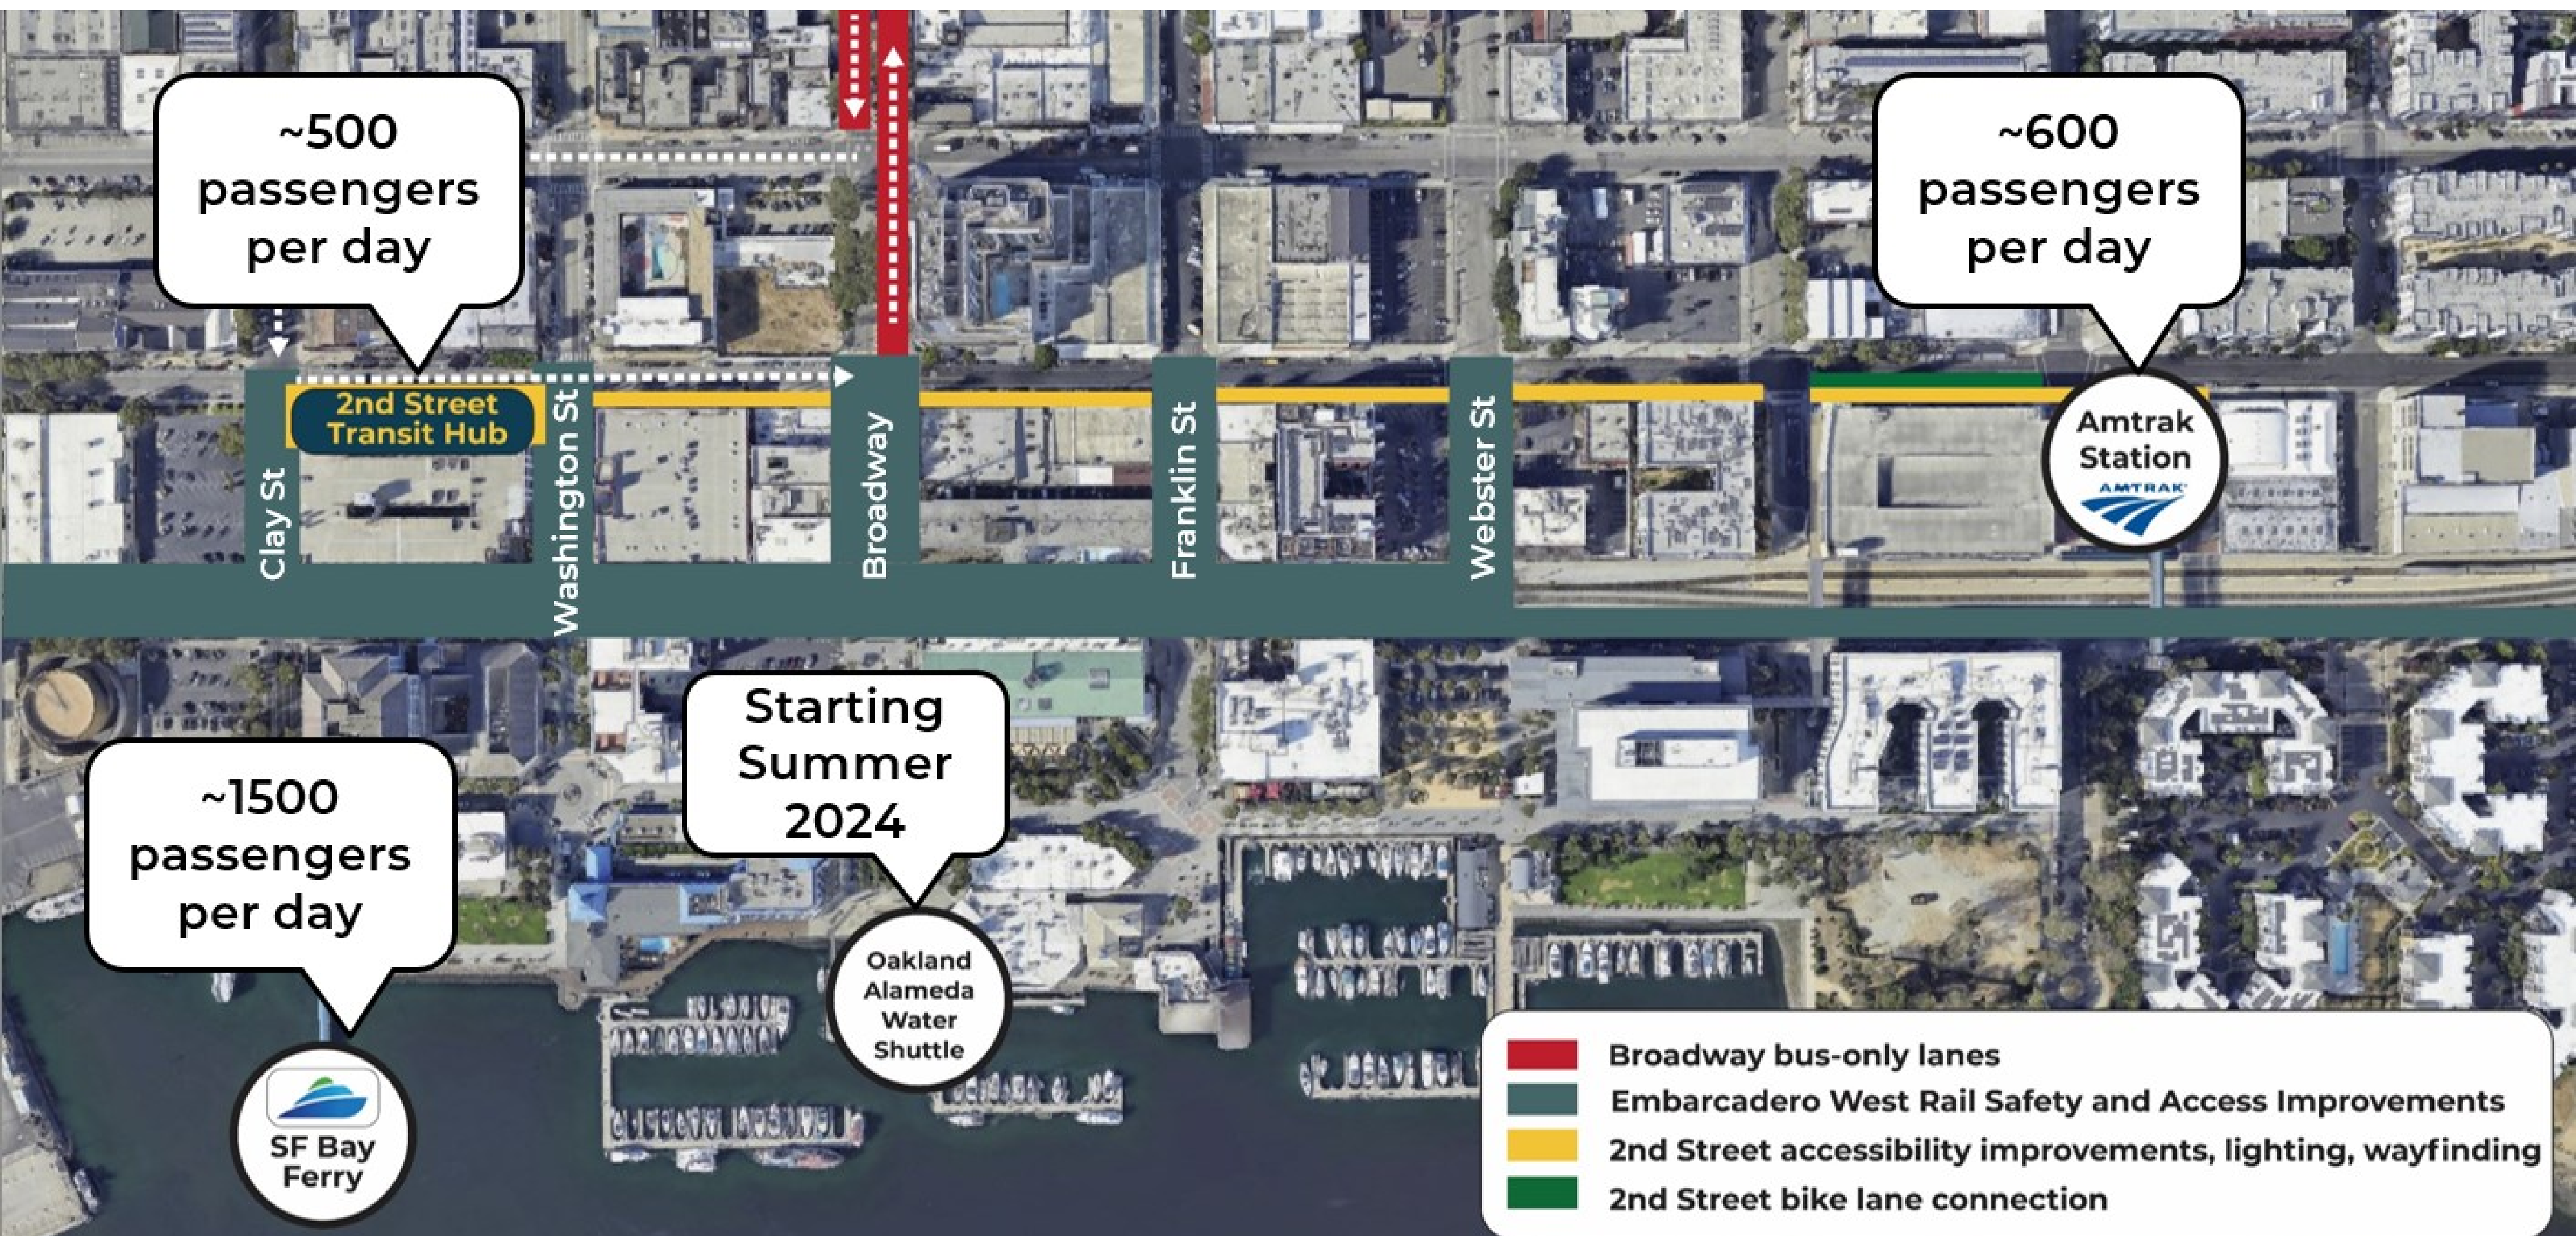 ~500
passengers
per day
~600
passengers
per day
2nd Street
Transit Hub
Clay St
Washington St
Broadway
Franklin St
Webster St
Amtrak
Station
AMTRAK
Starting
Summer
2024
~1500
passengers
per day
Oakland
Alameda
Water
Shuttle
SF Bay
Ferry
Broadway bus-only lanes
Embarcadero West Rail Safety and Access Improvements
2nd Street accessibility improvements, lighting, wayfinding
2nd Street bike lane connection